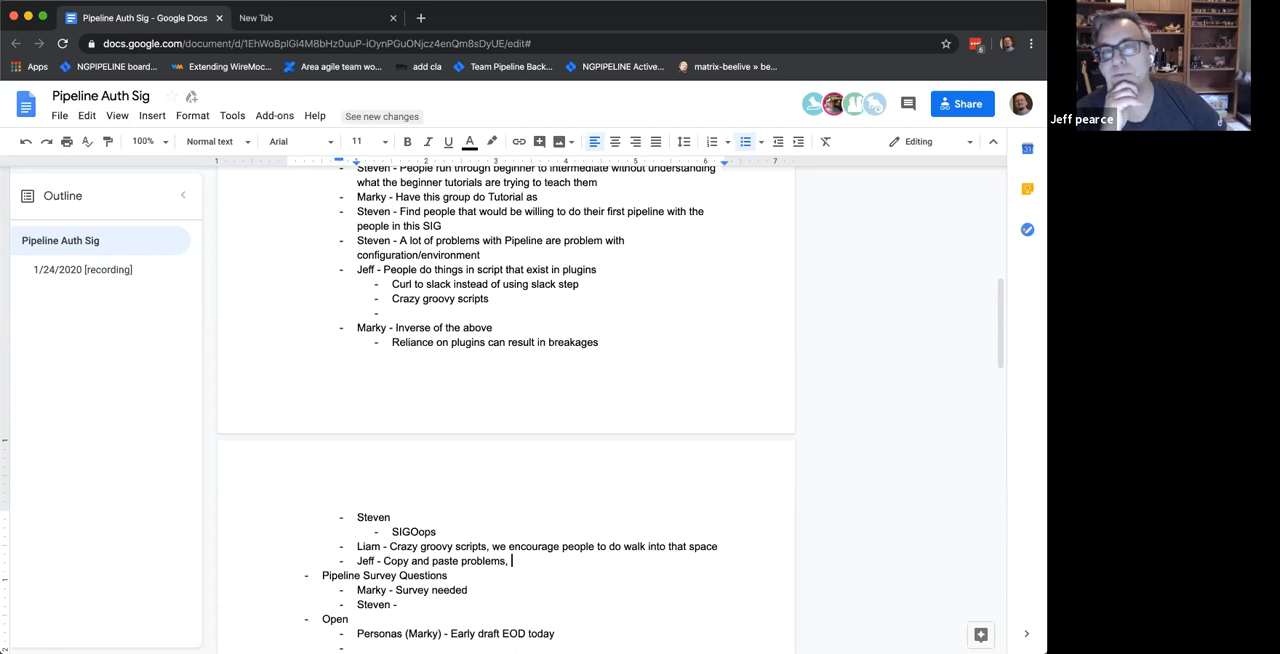 Pipeline Auth Sig - Google Docs
New Tab
docs.google.com/document/d/1EhWoBplGl4M8bHz0uuP-iOynPGuONjcz4enQm8sDyUE/edit#
Apps
NGPIPELINE board...
Extending WireMoc...
Area agile team wo...
add cla
Team Pipeline Back...
NGPIPELINE Active...
matrix-beelive » be...
Jeff pearce
Pipeline Auth Sig
File Edit View Insert Format Tools Add-ons Help See new changes
Share
100% Normal text Arial 11 Editing
1 1 2 3 4 5 6 7
Outline
Pipeline Auth Sig
1/24/2020 [recording]
- Steven - People run through beginner to intermediate without understanding
what the beginner tutorials are trying to teach them
- Marky - Have this group do Tutorial as
- Steven - Find people that would be willing to do their first pipeline with the
people in this SIG
- Steven - A lot of problems with Pipeline are problem with
configuration/environment
- Jeff - People do things in script that exist in plugins
- Curl to slack instead of using slack step
- Crazy groovy scripts
-
- Marky - Inverse of the above
- Reliance on plugins can result in breakages
- Steven
- SIGOops
- Liam - Crazy groovy scripts, we encourage people to do walk into that space
- Jeff - Copy and paste problems,
- Pipeline Survey Questions
- Marky - Survey needed
- Steven -
- Open
- Personas (Marky) - Early draft EOD today
-